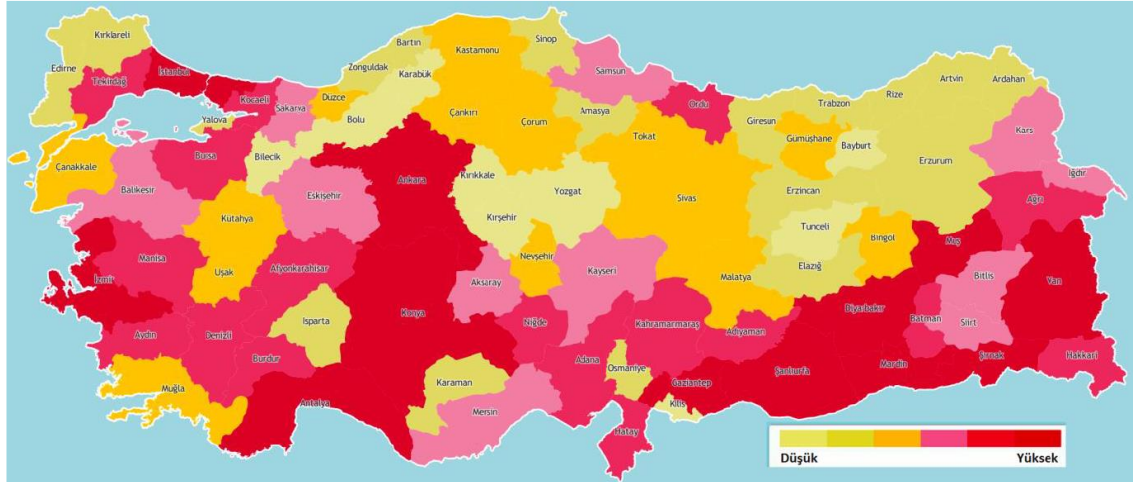 Kırklareli
Edirne
Tekirdağ
İstanbul
Kocaeli
Sakarya
Yalova
Düzce
Bolu
Zonguldak
Bartın
Karabük
Kastamonu
Sinop
Samsun
Çankırı
Çorum
Amasya
Ordu
Tokat
Giresun
Trabzon
Rize
Artvin
Ardahan
Gümüşhane
Bayburt
Erzurum
Kars
Iğdır
Ağrı
Çanakkale
Balıkesir
Bursa
Bilecik
Eskişehir
Ankara
Kırıkkale
Yozgat
Kırşehir
Sivas
Erzincan
Tunceli
Elazığ
Bingöl
Muş
Bitlis
Van
Kütahya
Uşak
Manisa
İzmir
Afyonkarahisar
Nevşehir
Kayseri
Aksaray
Malatya
Diyarbakır
Batman
Siirt
Şırnak
Hakkari
Mardin
Aydın
Denizli
Isparta
Burdur
Konya
Niğde
Kahramarmaraş
Adıyaman
Adana
Osmaniye
Gaziantep
Şanlıurfa
Kilis
Muğla
Antalya
Karaman
Mersin
Hatay
Düşük
Yüksek